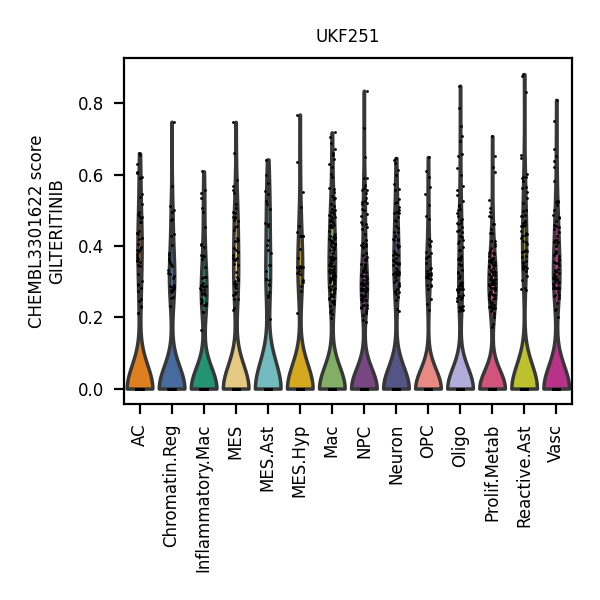 UKF251
CHEMBL3301622 score
GILTERITINIB
0.8
0.6
0.4
0.2
0.0
AC
Chromatin.Reg
Inflammatory.Mac
MES
MES.Ast
MES.Hyp
Mac
NPC
Neuron
OPC
Oligo
Prolif.Metab
Reactive.Ast
Vasc